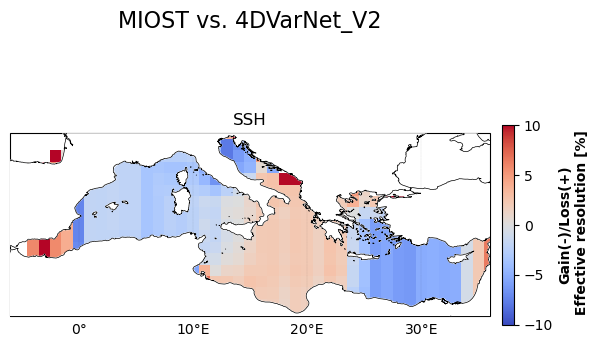 MIOST vs. 4DVarNet_V2
SSH
10
5
0
−5
−10
Gain(-)/Loss(+)
Effective resolution [%]
0°
10°E
20°E
30°E